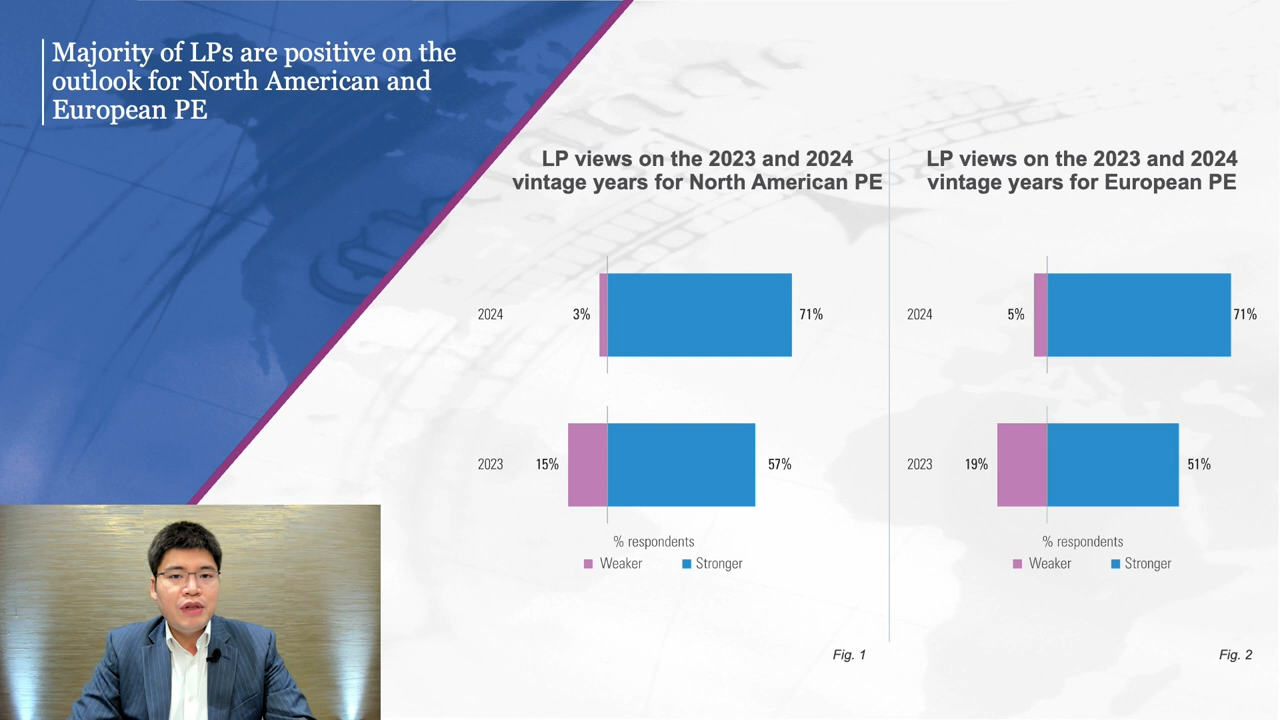 Majority of LPs are positive on the
outlook for North American and
European PE
LP views on the 2023 and 2024
vintage years for North American PE
2024
3%
71%
2023
15%
57%
% respondents
Weaker
Stronger
Fig. 1
LP views on the 2023 and 2024
vintage years for European PE
2024
5%
71%
2023
19%
51%
% respondents
Weaker
Stronger
Fig. 2